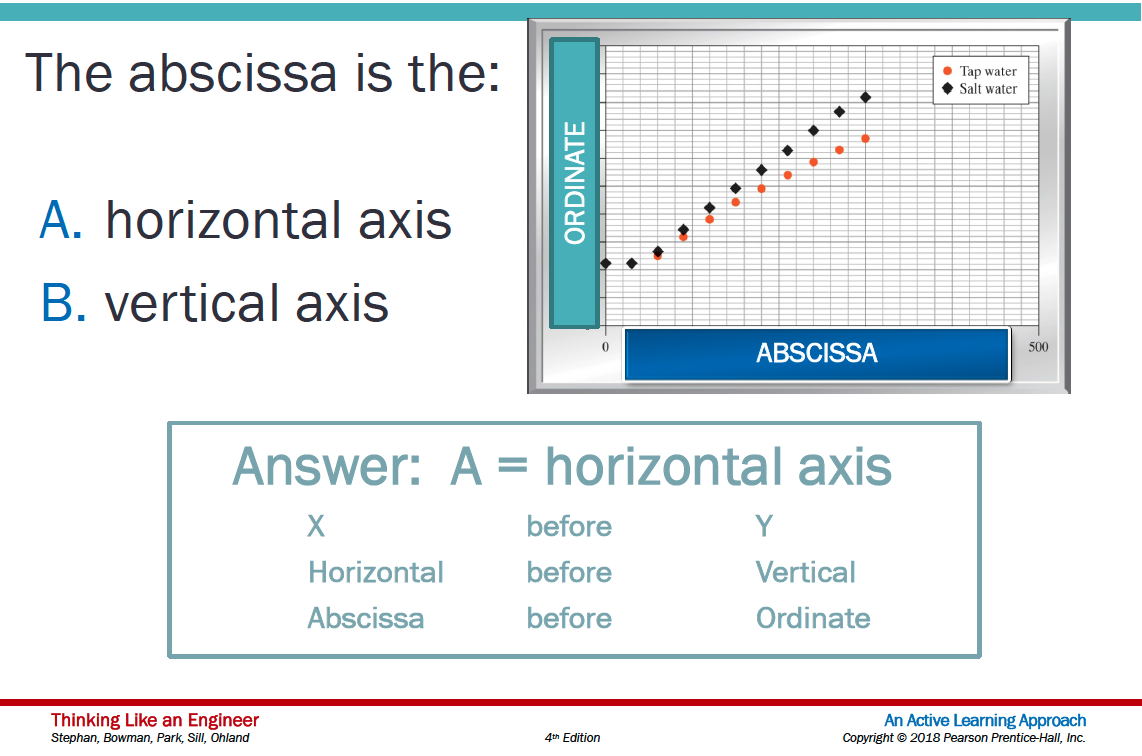 The abscissa is the:
A. horizontal axis
B. vertical axis
ORDINATE
Tap water
Salt water
0
500
ABSCISSA
Answer: A = horizontal axis
X before Y
Horizontal before Vertical
Abscissa before Ordinate
Thinking Like an Engineer
Stephan, Bowman, Park, Sill, Ohland
4th Edition
An Active Learning Approach
Copyright © 2018 Pearson Prentice-Hall, Inc.